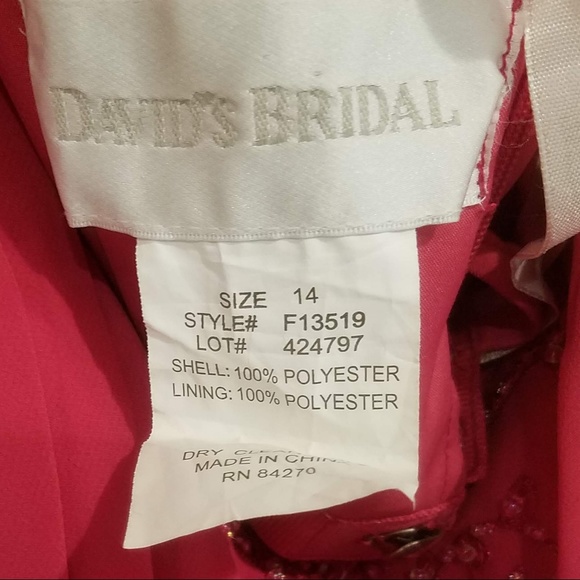 DAVID'S BRIDAL
SIZE 14
STYLE# F13519
LOT# 424797
SHELL: 100% POLYESTER
LINING: 100% POLYESTER
DRY
MADE IN
RN 84270